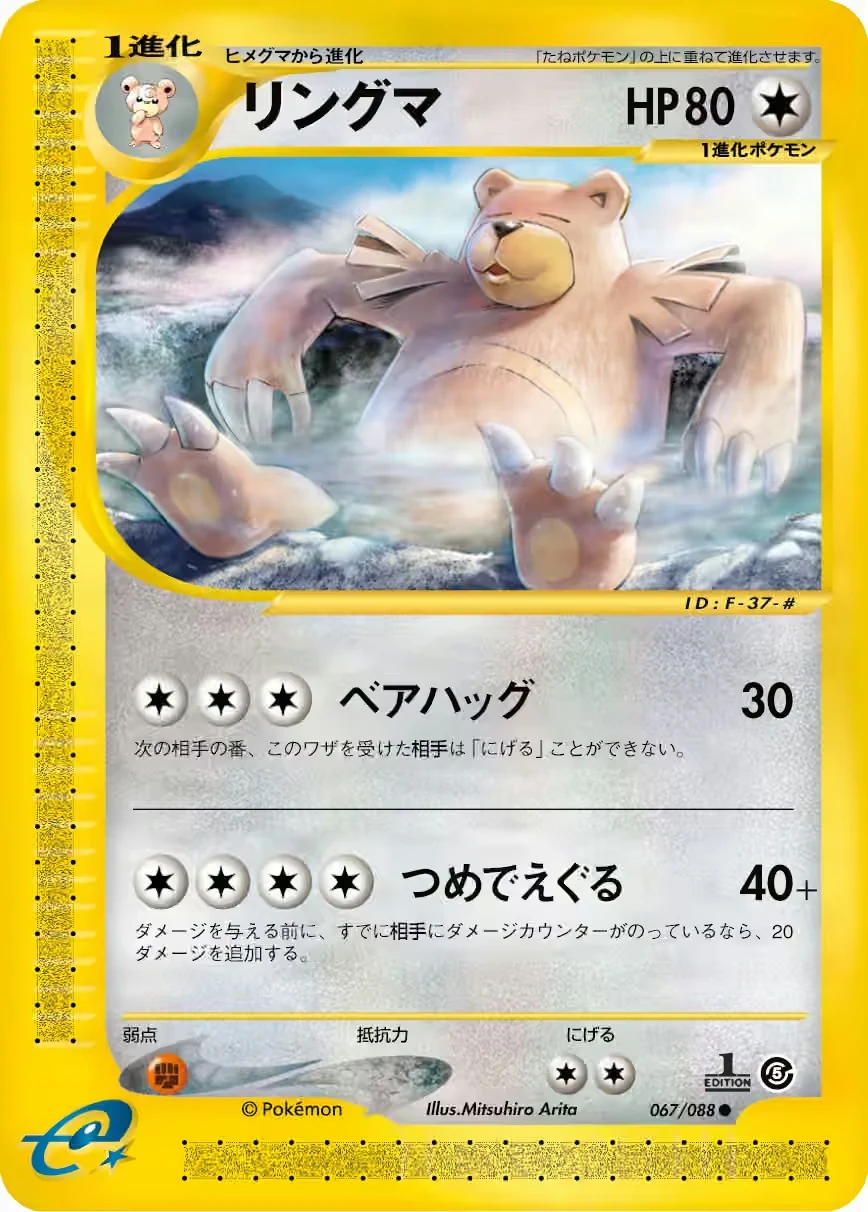 1進化
ヒメグマから進化
「たねポケモン」の上に重ねて進化させます。
リングマ
HP80
1進化ポケモン
ID:F-37-#
ベアハッグ 30
次の相手の番、このワザを受けた相手は「にげる」ことができない。
つめでえぐる 40+
ダメージを与える前に、すでに相手にダメージカウンターがのっているなら、20
ダメージを追加する。
弱点 抵抗力 にげる
1
EDITION
5
© Pokémon Illus.Mitsuhiro Arita 067/088●
e